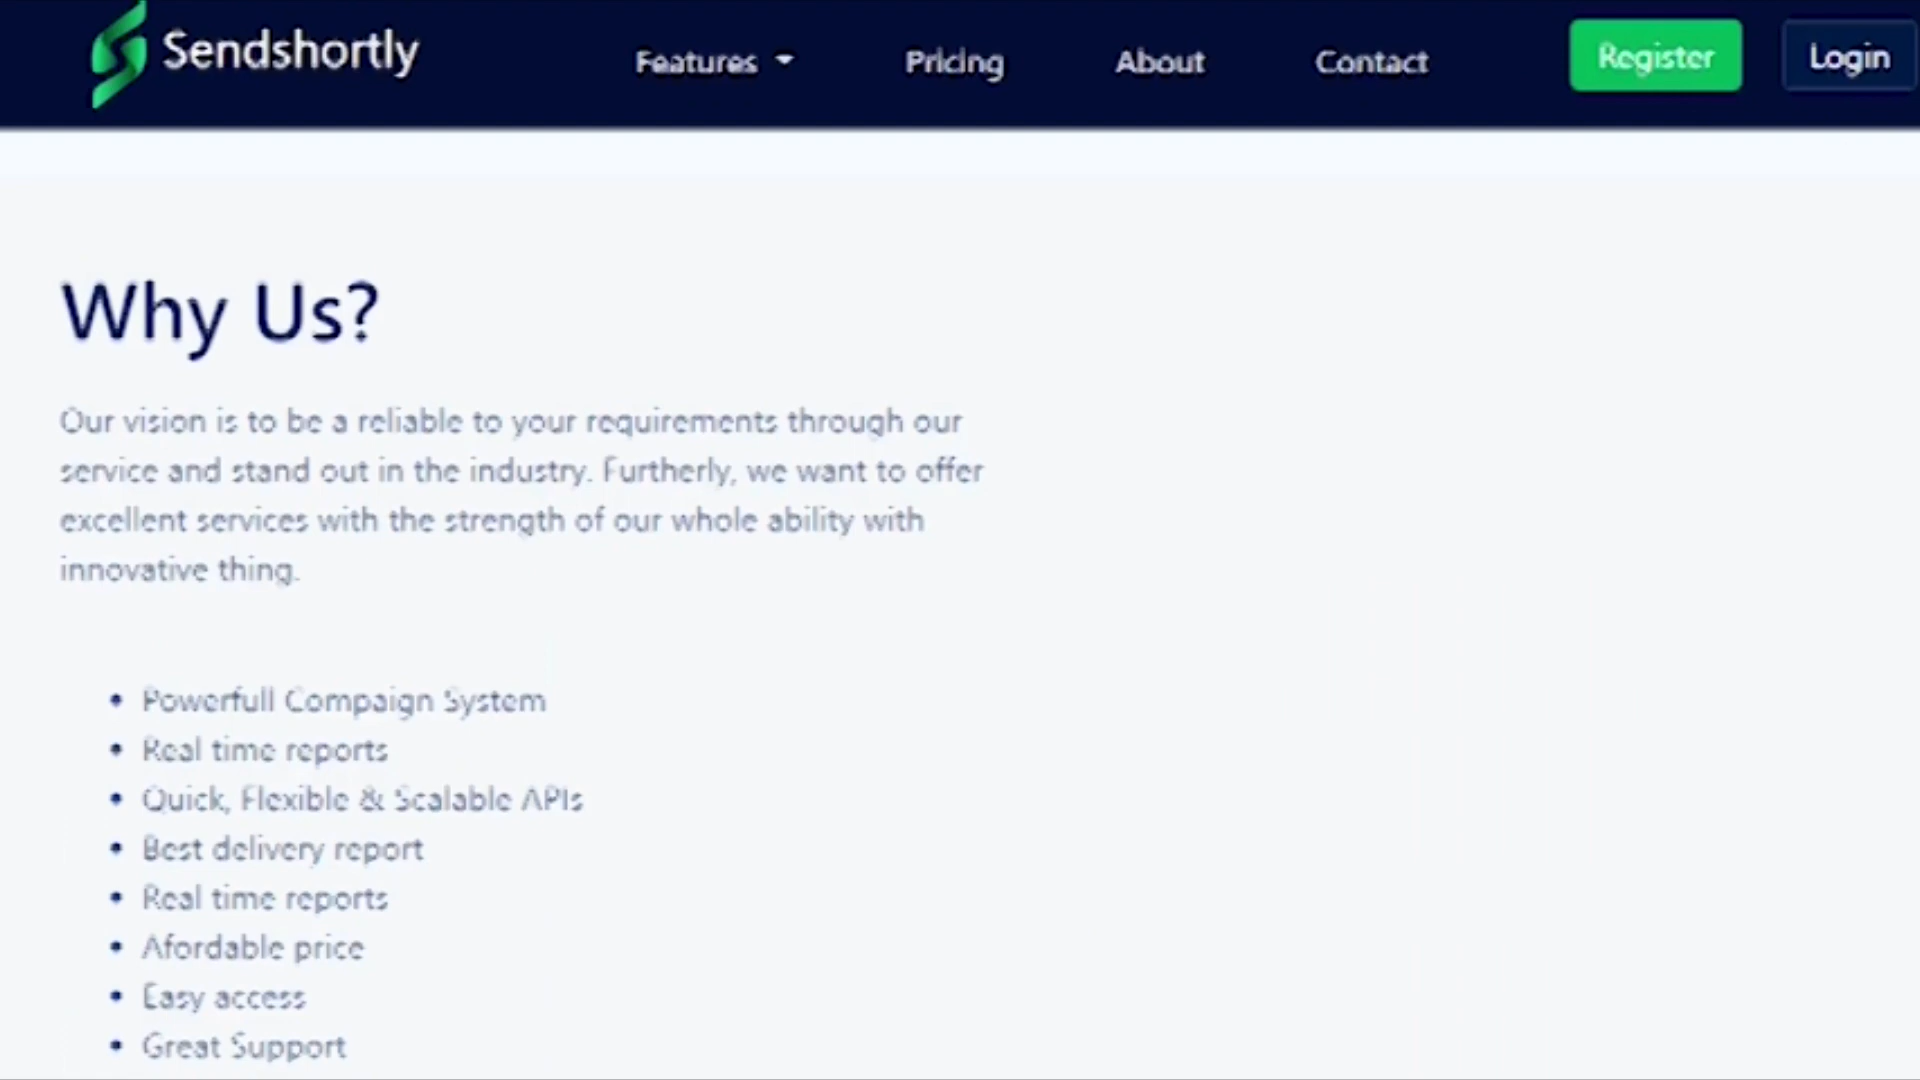 Sendshortly
Features
Pricing
About
Contact
Register
Login
Why Us?
Our vision is to be a reliable to your requirements through our
service and stand out in the industry. Furtherly, we want to offer
excellent services with the strength of our whole ability with
innovative thing.
Powerfull Compaign System
Real time reports
Quick, Flexible & Scalable APIs
Best delivery report
Real time reports
Afordable price
Easy access
Great Support